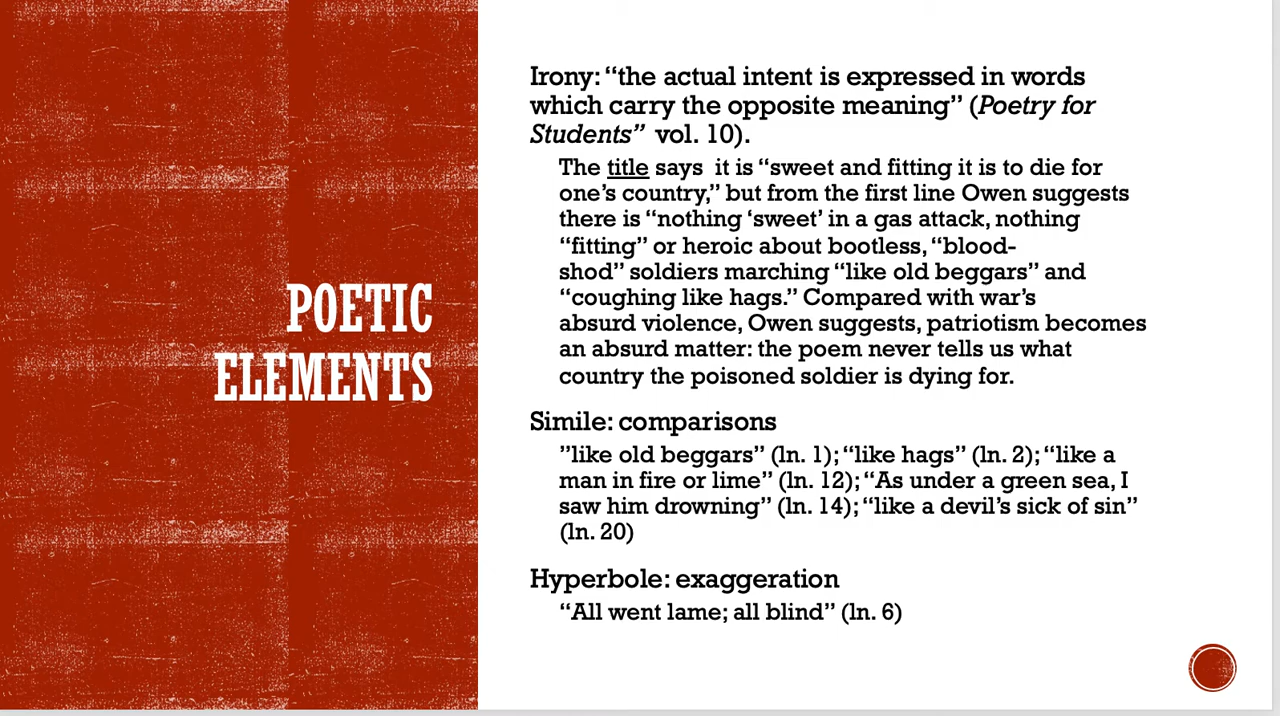 POETIC
ELEMENTS
Irony: “the actual intent is expressed in words
which carry the opposite meaning” (Poetry for
Students” vol. 10).
The title says it is “sweet and fitting it is to die for
one’s country,” but from the first line Owen suggests
there is “nothing ‘sweet’ in a gas attack, nothing
“fitting” or heroic about bootless, “blood-
shod” soldiers marching “like old beggars” and
“coughing like hags.” Compared with war’s
absurd violence, Owen suggests, patriotism becomes
an absurd matter: the poem never tells us what
country the poisoned soldier is dying for.
Simile: comparisons
”like old beggars” (ln. 1); “like hags” (ln. 2); “like a
man in fire or lime” (ln. 12); “As under a green sea, I
saw him drowning” (ln. 14); “like a devil’s sick of sin”
(ln. 20)
Hyperbole: exaggeration
“All went lame; all blind” (ln. 6)